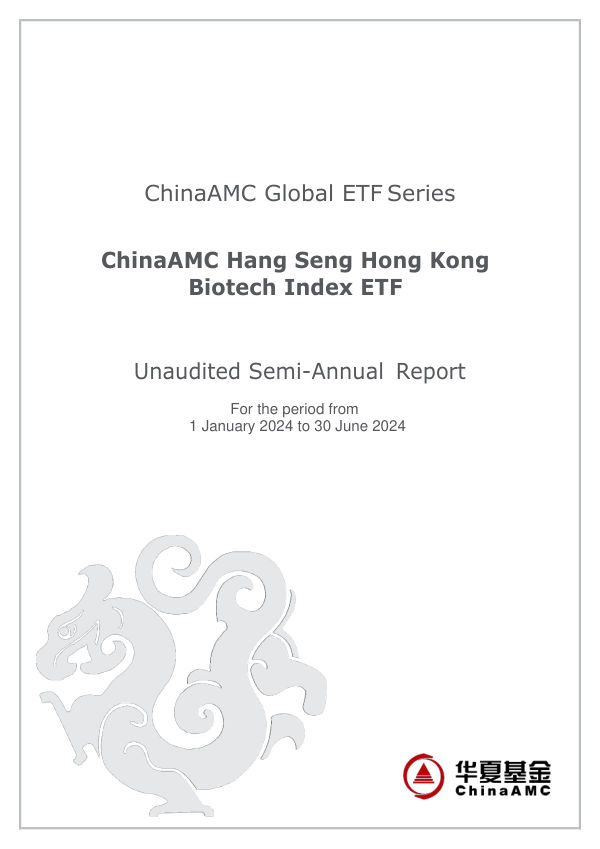 ChinaAMC Global ETF Series
ChinaAMC Hang Seng Hong Kong
Biotech Index ETF
Unaudited Semi-Annual Report
For the period from
1 January 2024 to 30 June 2024
华夏基金
ChinaAMC